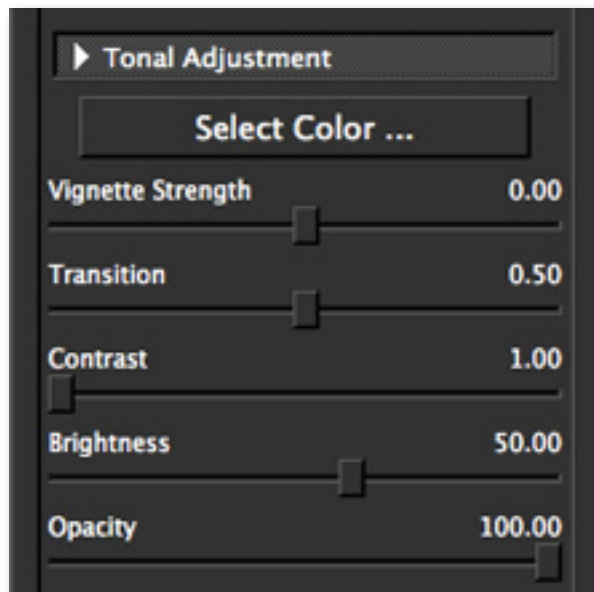 Tonal Adjustment
Select Color ...
Vignette Strength 0.00
Transition 0.50
Contrast 1.00
Brightness 50.00
Opacity 100.00